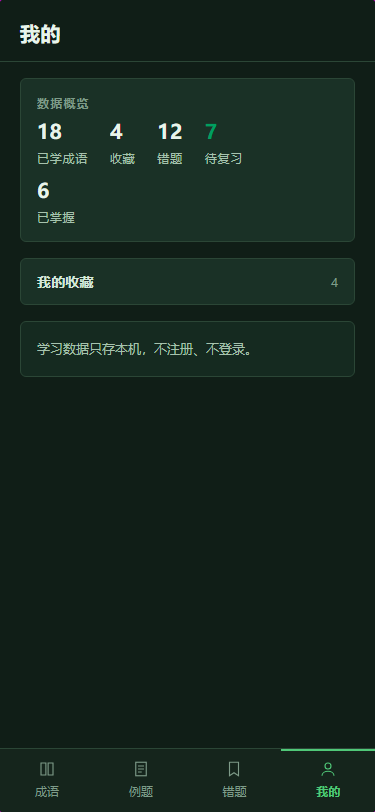 我的
数据概览
18 4 12 7
已学成语 收藏 错题 待复习
6
已掌握
我的收藏 4
学习数据只存本机，不注册、不登录。
成语 例题 错题 我的